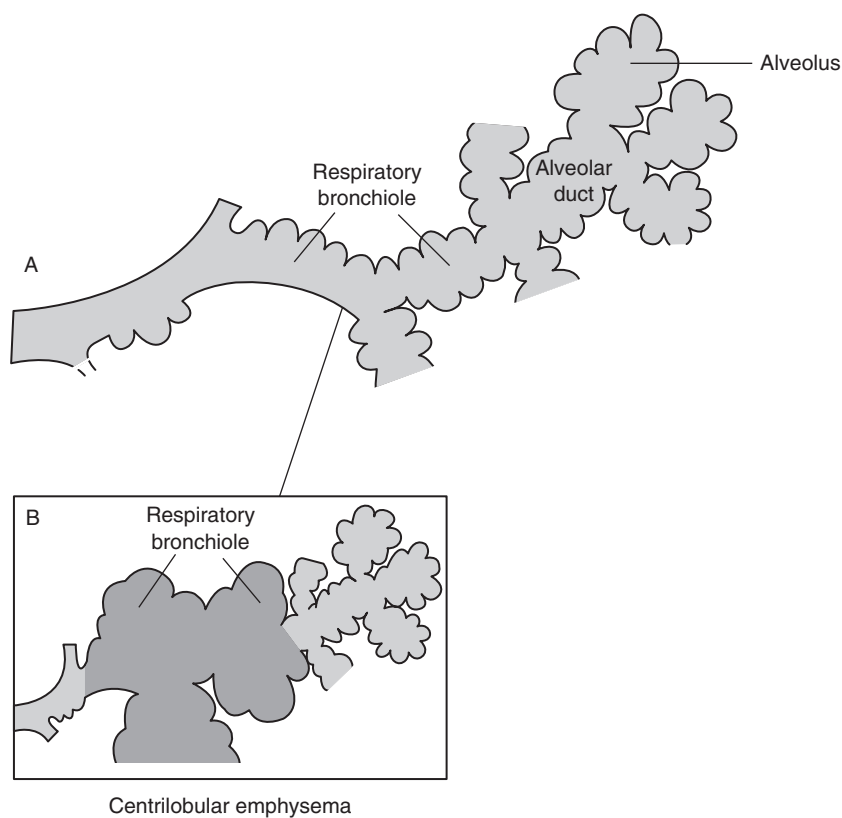 Alveolus
Respiratory
bronchiole
Alveolar
duct
A
B
Respiratory
bronchiole
Centrilobular emphysema